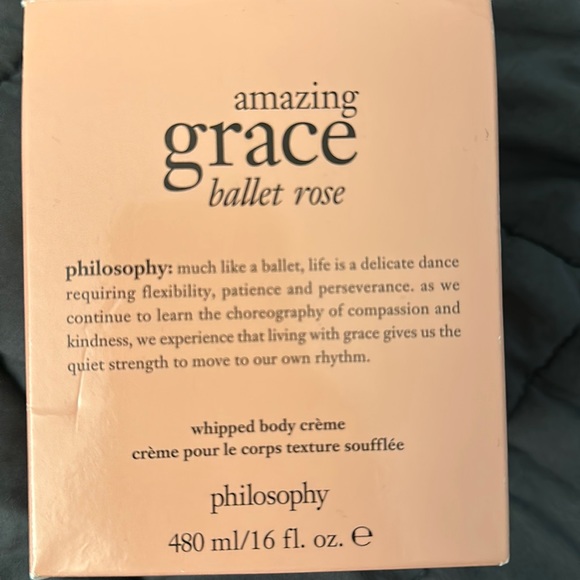 amazing
grace
ballet rose
philosophy: much like a ballet, life is a delicate dance
requiring flexibility, patience and perseverance. as we
continue to learn the choreography of compassion and
kindness, we experience that living with grace gives us the
quiet strength to move to our own rhythm.
whipped body crème
crème pour le corps texture soufflée
philosophy
480 ml/16 fl. oz. ℮